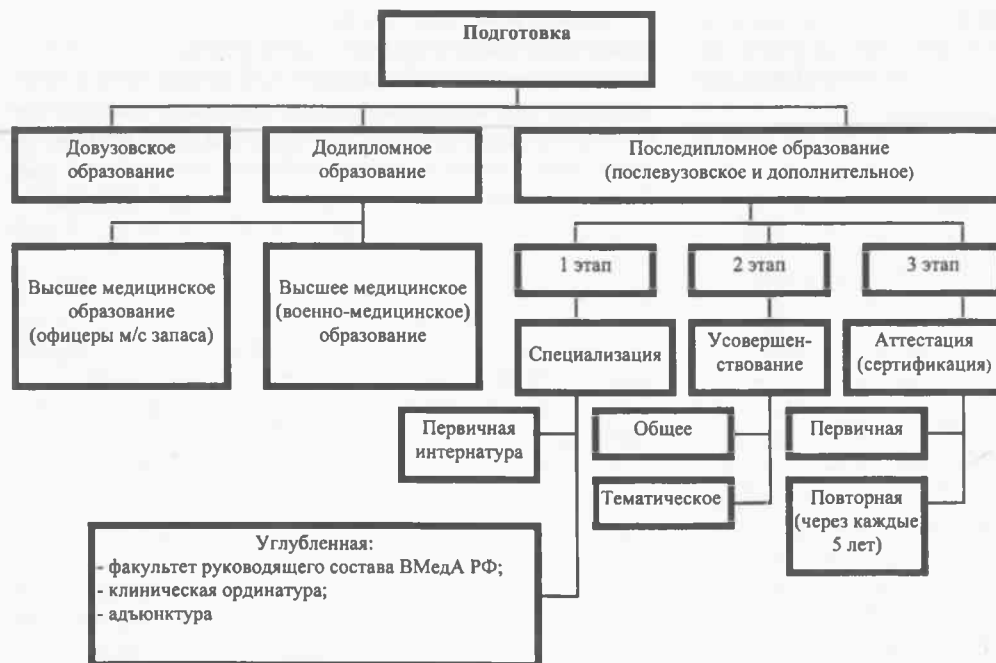 Подготовка
Довузовское
образование
Додипломное
образование
Последипломное образование
(послевузовское и дополнительное)
Высшее медицинское
образование
(офицеры м/с запаса)
Высшее медицинское
(военно-медицинское)
образование
1 этап
2 этап
3 этап
Специализация
Усовершен-
ствование
Аттестация
(сертификация)
Первичная
интернатура
Общее
Первичная
Тематическое
Повторная
(через каждые
5 лет)
Углубленная:
- факультет руководящего состава ВМедА РФ;
- клиническая ординатура;
- адъюнктура